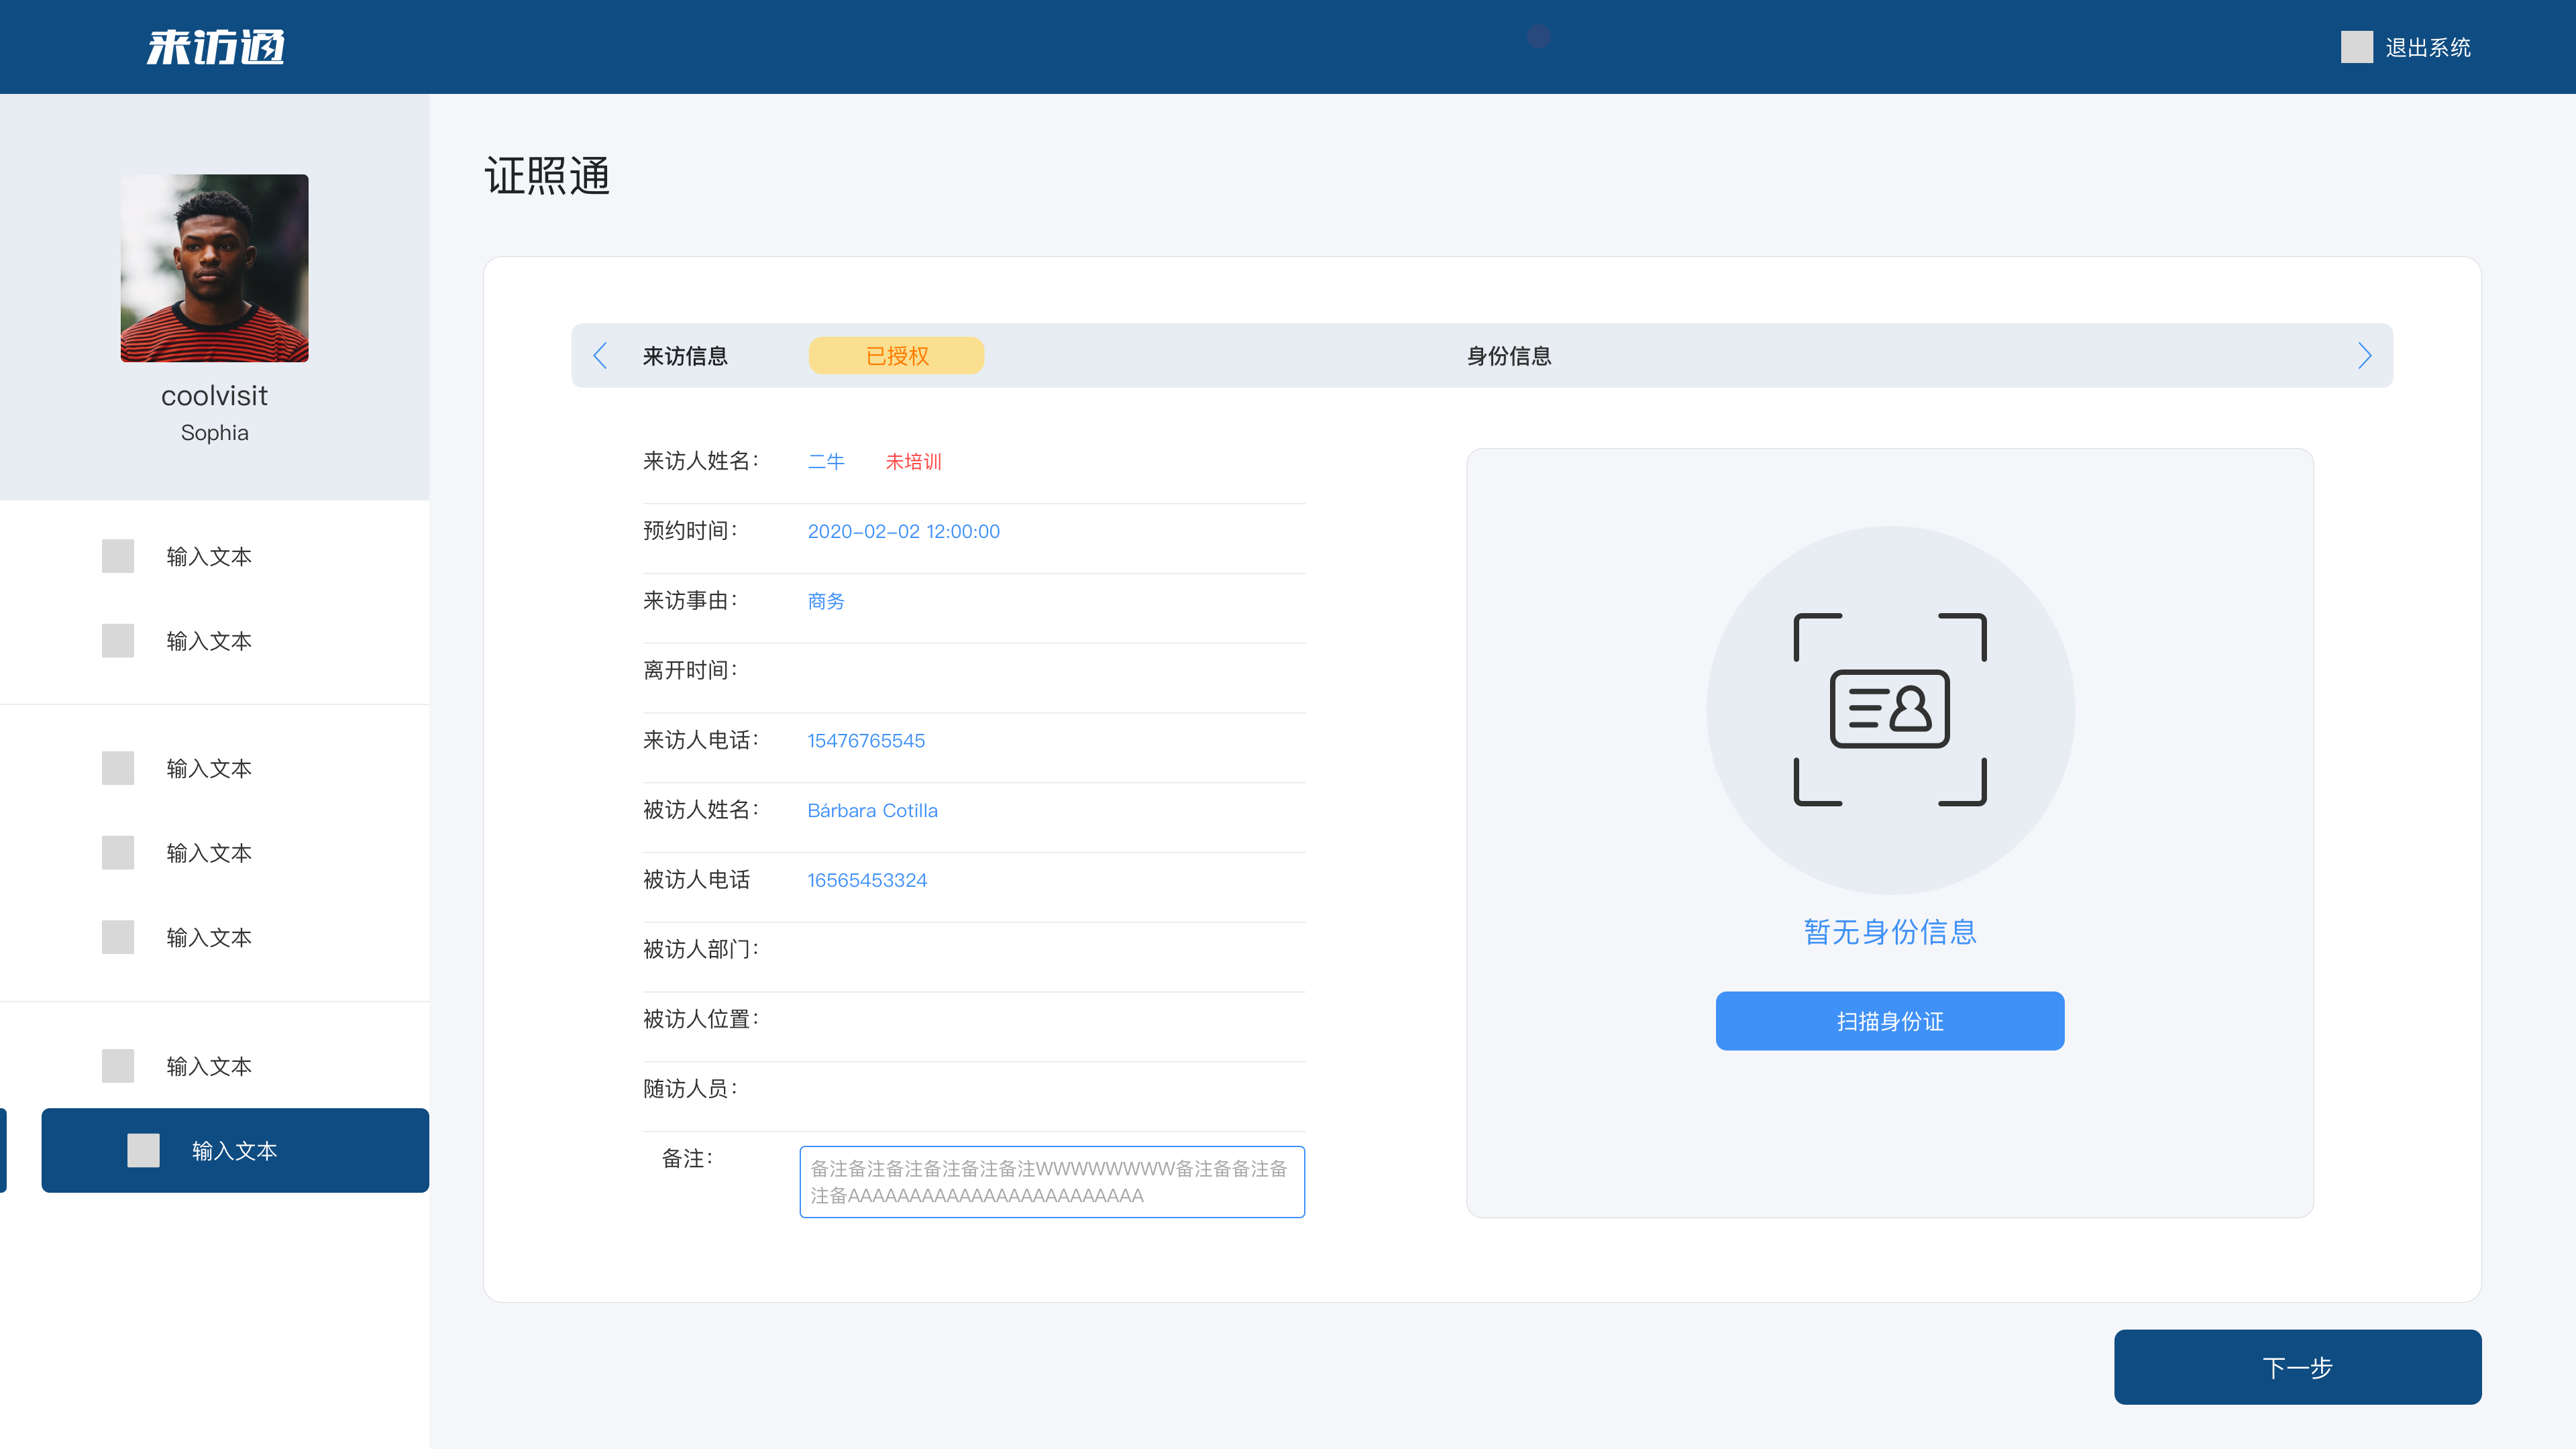 来访通
退出系统
coolvisit
Sophia
输入文本
输入文本
输入文本
输入文本
输入文本
输入文本
输入文本
证照通
来访信息 已授权
身份信息
来访人姓名： 二牛 未培训
预约时间： 2020-02-02 12:00:00
来访事由： 商务
离开时间：
来访人电话： 15476765545
被访人姓名： Bárbara Cotilla
被访人电话 16565453324
被访人部门：
被访人位置：
随访人员：
备注： 备注备注备注备注备注备注WWWWWWWW备注备备注备
注备AAAAAAAAAAAAAAAAAAAAAAAA
暂无身份信息
扫描身份证
下一步